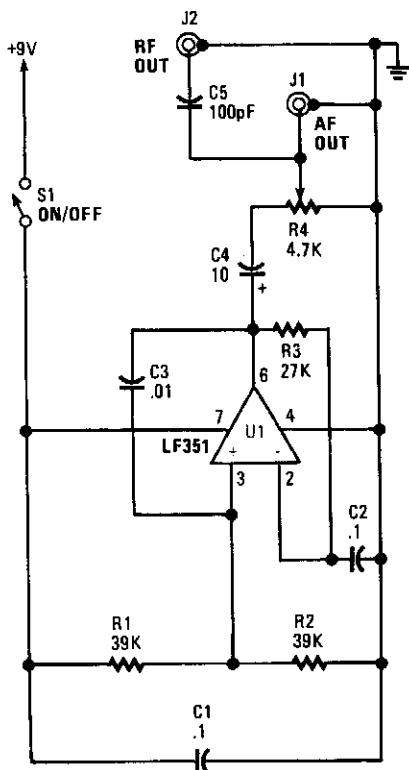 J2
+9V
RF
OUT
C5
100pF
J1
AF
OUT
S1
ON/OFF
R4
4.7K
C4
10
+
R3
27K
C3
.01
6
7
4
U1
LF351
+
-
3
2
C2
.1
R1
39K
R2
39K
C1
.1